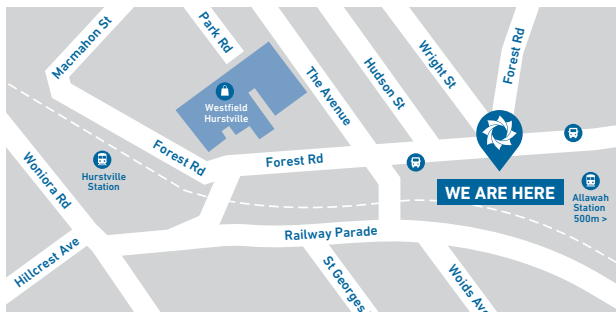 Macmahon St
Park Rd
The Avenue
Hudson St
Wright St
Forest Rd
Westfield
Hurstville
Forest Rd
Forest Rd
Hurstville
Station
Woniora Rd
WE ARE HERE
Allawah
Station
500m >
Hillcrest Ave
Railway Parade
St Georges
Woids Ave